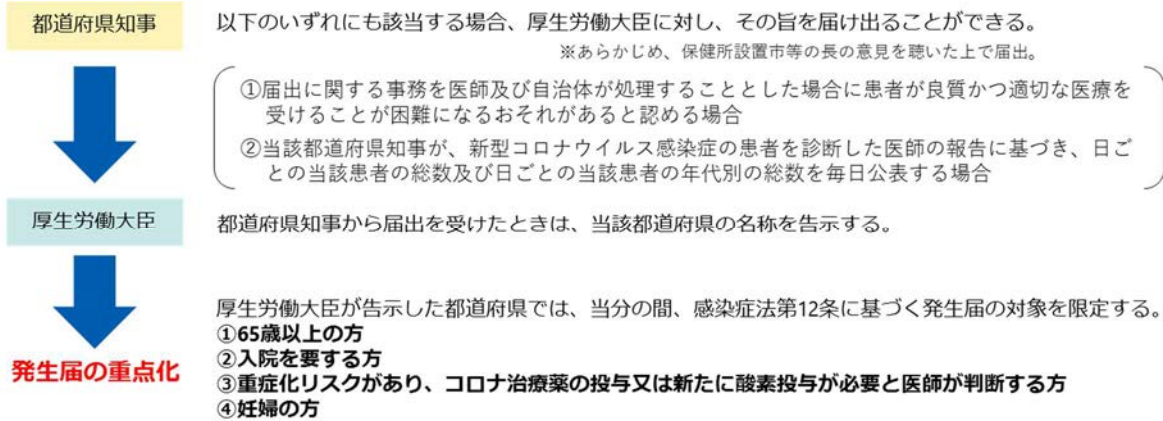 都道府県知事
以下のいずれにも該当する場合、厚生労働大臣に対し、その旨を届け出ることができる。
※あらかじめ、保健所設置市等の長の意見を聴いた上で届出。
①届出に関する事務を医師及び自治体が処理することとした場合に患者が良質かつ適切な医療を
受けることが困難になるおそれがあると認める場合
②当該都道府県知事が、新型コロナウイルス感染症の患者を診断した医師の報告に基づき、日ご
との当該患者の総数及び日ごとの当該患者の年代別の総数を毎日公表する場合
厚生労働大臣
都道府県知事から届出を受けたときは、当該都道府県の名称を告示する。
厚生労働大臣が告示した都道府県では、当分の間、感染症法第12条に基づく発生届の対象を限定する。
①65歳以上の方
②入院を要する方
③重症化リスクがあり、コロナ治療薬の投与又は新たに酸素投与が必要と医師が判断する方
④妊婦の方
発生届の重点化